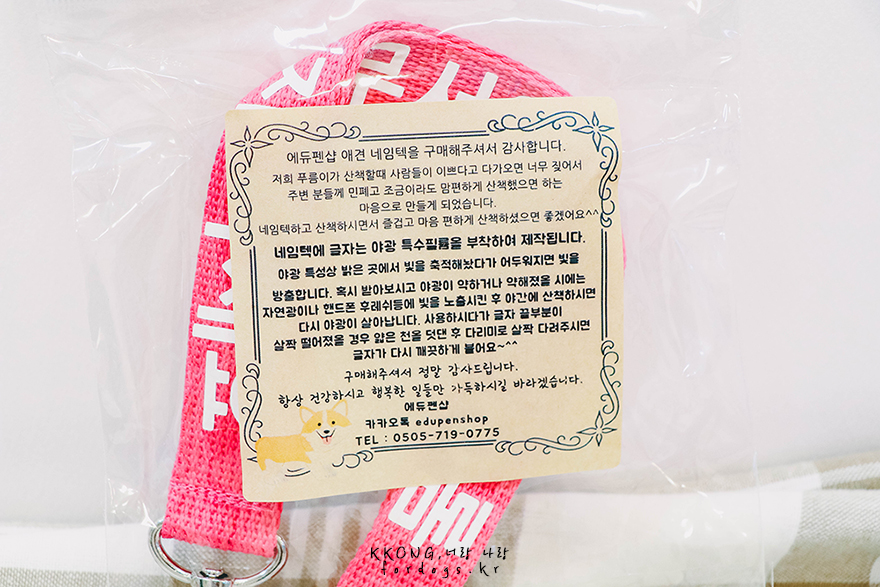 에듀펜샵 애견 네임텍을 구매해주셔서 감사합니다.
저희 푸름이가 산책할때 사람들이 이쁘다고 다가오면 너무 짖어서
주변 분들께 민폐고 조금이라도 맘편하게 산책했으면 하는
마음으로 만들게 되었습니다.
네임텍하고 산책하시면서 즐겁고 마음 편하게 산책하셨으면 좋겠어요^^
네임텍에 글자는 야광 특수필름을 부착하여 제작됩니다.
야광 특성상 밝은 곳에서 빛을 축적해놨다가 어두워지면 빛을
방출합니다. 혹시 받아보시고 야광이 약하거나 약해졌을 시에는
자연광이나 핸드폰 후레쉬등에 빛을 노출시킨 후 야간에 산책하시면
다시 야광이 살아납니다. 사용하시다가 글자 끝부분이
살짝 떨어졌을 경우 얇은 천을 덧댄 후 다리미로 살짝 다려주시면
글자가 다시 깨끗하게 붙어요~^^
구매해주셔서 정말 감사드립니다.
항상 건강하시고 행복한 일들만 가득하시길 바라겠습니다.
에듀펜샵
카카오톡 edupenshop
TEL : 0505-719-0775
KKONG, 너랑 나랑
fordogs.kr